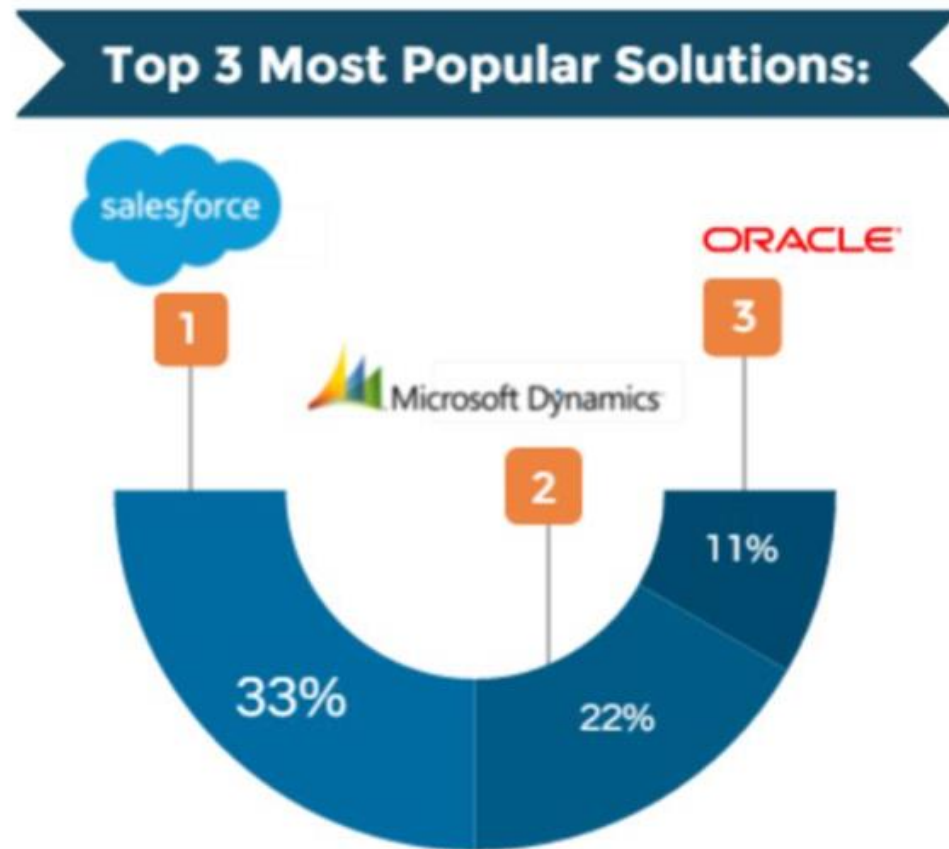 Top 3 Most Popular Solutions:
salesforce
ORACLE
1
3
Microsoft Dynamics
2
11%
33%
22%